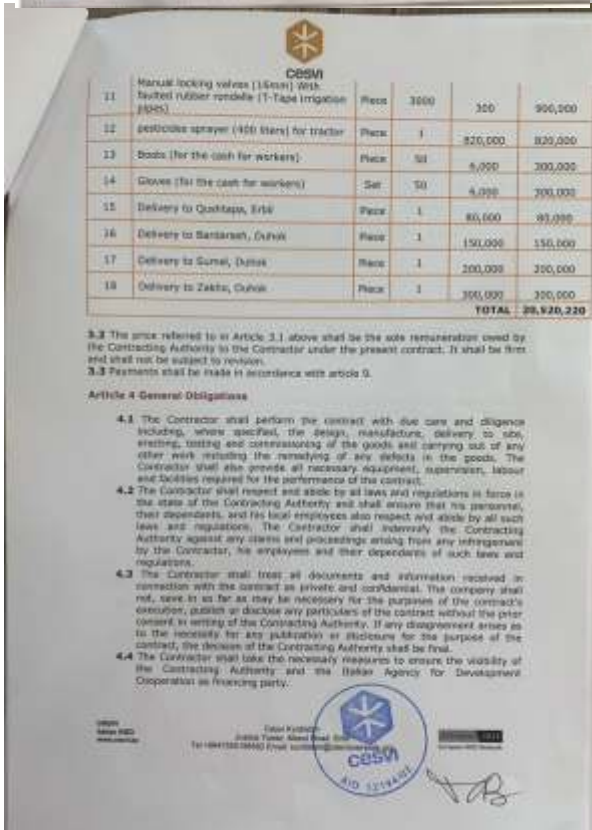 cesvi
11 Manual locking valves (16mm) With faulted rubber rondelle (T-Tape Irrigation pipes) Piece 3000 300 900,000
12 pesticides sprayer (400 liters) for tractor Piece 1 820,000 820,000
13 Boots (for the cash for workers) Piece 50 6,000 300,000
14 Gloves (for the cash for workers) Set 50 6,000 300,000
15 Delivery to Qushtapa, Erbil Piece 1 80,000 80,000
16 Delivery to Bardarash, Duhok Piece 1 150,000 150,000
17 Delivery to Sumel, Duhok Piece 1 200,000 200,000
18 Delivery to Zakho, Duhok Piece 1 300,000 300,000
TOTAL 20,520,220
3.2 The price referred to in Article 3.1 above shall be the sole remuneration owed by
the Contracting Authority to the Contractor under the present contract. It shall be firm
and shall not be subject to revision.
3.3 Payments shall be made in accordance with article 9.
Article 4 General Obligations
4.1 The Contractor shall perform the contract with due care and diligence
including, where specified, the design, manufacture, delivery to site,
erecting, testing and commissioning of the goods and carrying out of any
other work including the remedying of any defects in the goods. The
Contractor shall also provide all necessary equipment, supervision, labour
and facilities required for the performance of the contract.
4.2 The Contractor shall respect and abide by all laws and regulations in force in
the state of the Contracting Authority and shall ensure that his personnel,
their dependents, and his local employees also respect and abide by all such
laws and regulations. The Contractor shall indemnify the Contracting
Authority against any claims and proceedings arising from any infringement
by the Contractor, his employees and their dependents of such laws and
regulations.
4.3 The Contractor shall treat all documents and information received in
connection with the contract as private and confidential. The company shall
not, save in so far as may be necessary for the purposes of the contract's
execution, publish or disclose any particulars of the contract without the prior
consent in writing of the Contracting Authority. If any disagreement arises as
to the necessity for any publication or disclosure for the purpose of the
contract, the decision of the Contracting Authority shall be final.
4.4 The Contractor shall take the necessary measures to ensure the visibility of
the Contracting Authority and the Italian Agency for Development
Cooperation as financing party.
cesvi